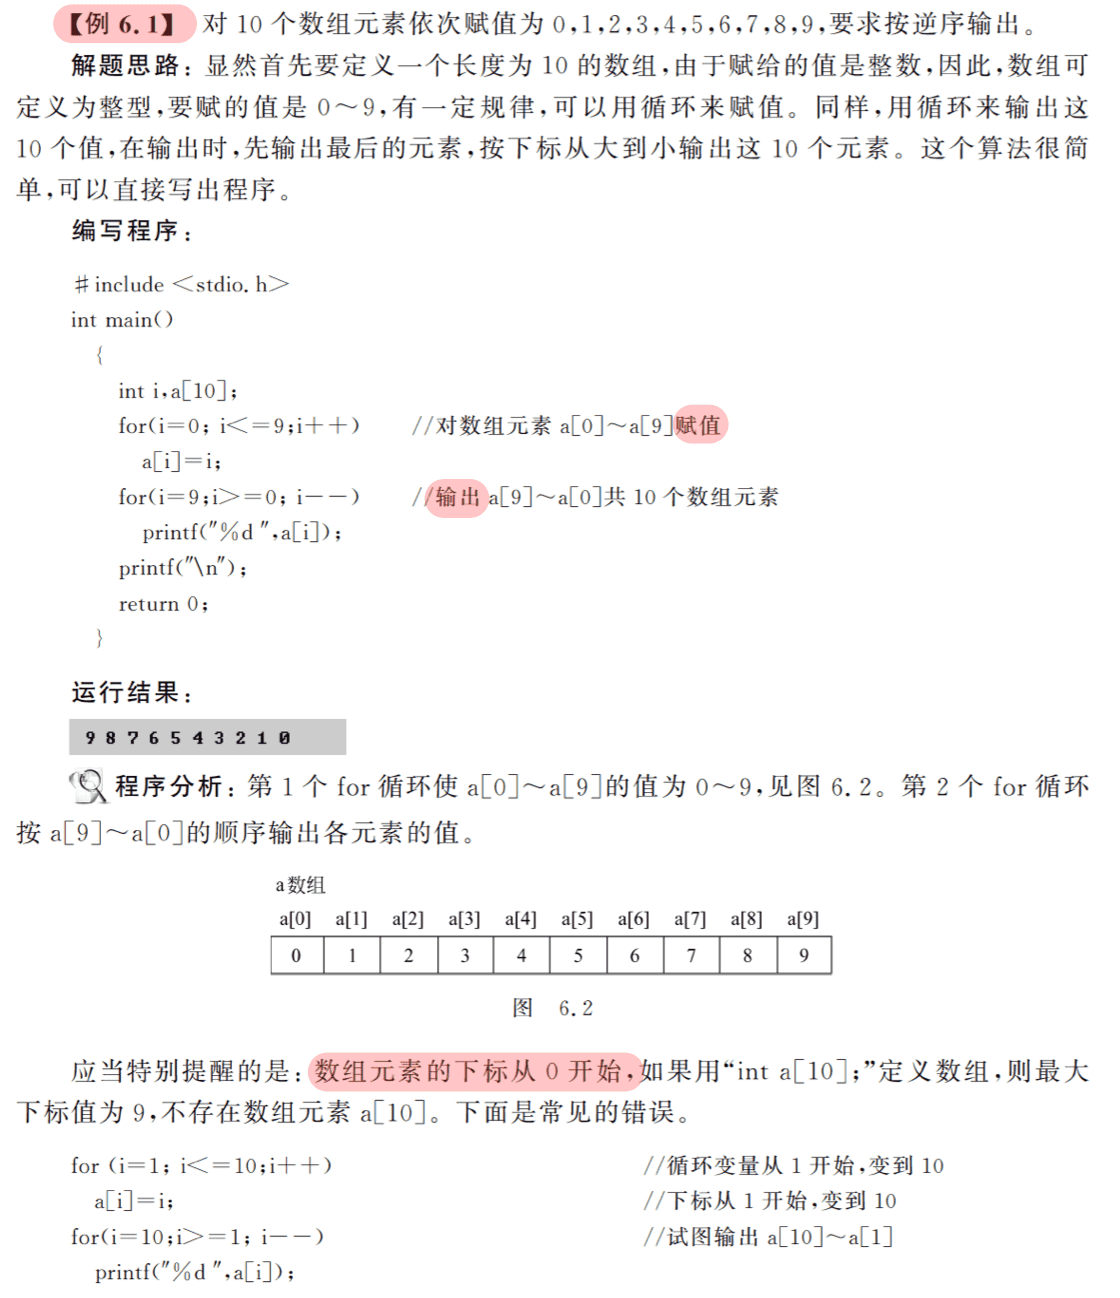 【例 6.1】 对 10 个数组元素依次赋值为 0,1,2,3,4,5,6,7,8,9,要求按逆序输出。
解题思路:显然首先要定义一个长度为 10 的数组,由于赋给的值是整数,因此,数组可
定义为整型,要赋的值是 0～9,有一定规律,可以用循环来赋值。同样,用循环来输出这
10 个值,在输出时,先输出最后的元素,按下标从大到小输出这 10 个元素。这个算法很简
单,可以直接写出程序。
编写程序:
#include <stdio.h>
int main()
{
int i,a[10];
for(i=0; i<=9;i++) //对数组元素 a[0]～a[9]赋值
a[i]=i;
for(i=9;i>=0; i--) //输出 a[9]～a[0]共 10 个数组元素
printf("%d ",a[i]);
printf("\n");
return 0;
}
运行结果:
9 8 7 6 5 4 3 2 1 0
程序分析:第 1 个 for 循环使 a[0]～a[9]的值为 0～9,见图 6.2。第 2 个 for 循环
按 a[9]～a[0]的顺序输出各元素的值。
a数组
a[0] a[1] a[2] a[3] a[4] a[5] a[6] a[7] a[8] a[9]
0 1 2 3 4 5 6 7 8 9
图 6.2
应当特别提醒的是:数组元素的下标从 0 开始,如果用“int a[10];”定义数组,则最大
下标值为 9,不存在数组元素 a[10]。下面是常见的错误。
for (i=1; i<=10;i++) //循环变量从 1 开始,变到 10
a[i]=i; //下标从 1 开始,变到 10
for(i=10;i>=1; i--) //试图输出 a[10]～a[1]
printf("%d ",a[i]);